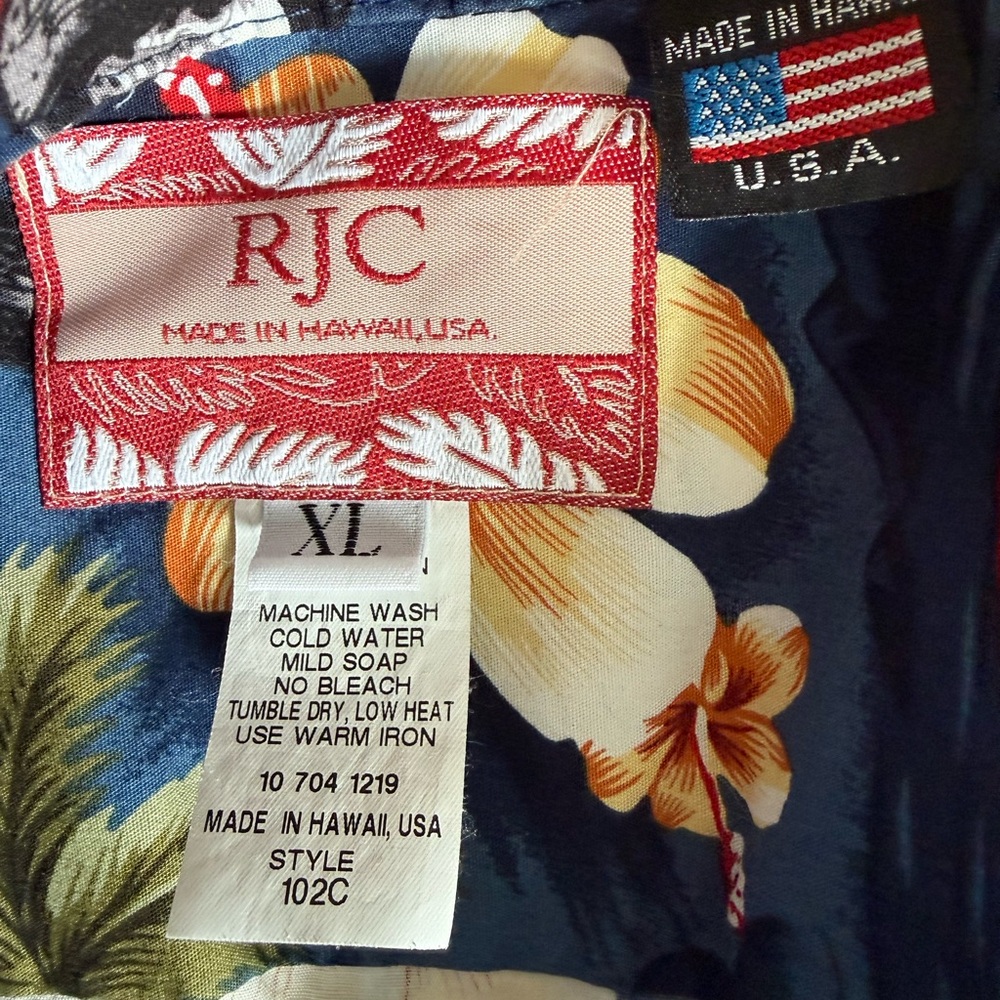 MADE IN HAWAII
U.S.A.
RJC
MADE IN HAWAII,USA.
XL
MACHINE WASH
COLD WATER
MILD SOAP
NO BLEACH
TUMBLE DRY, LOW HEAT
USE WARM IRON
10 704 1219
MADE IN HAWAII, USA
STYLE
102C